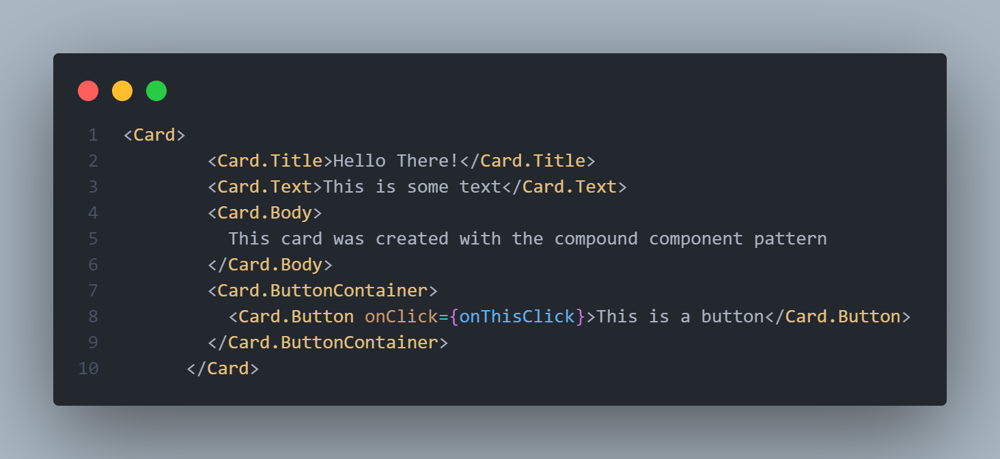 1 <Card>
2         <Card.Title>Hello There!</Card.Title>
3         <Card.Text>This is some text</Card.Text>
4         <Card.Body>
5           This card was created with the compound component pattern
6         </Card.Body>
7         <Card.ButtonContainer>
8           <Card.Button onClick={onThisClick}>This is a button</Card.Button>
9         </Card.ButtonContainer>
10       </Card>